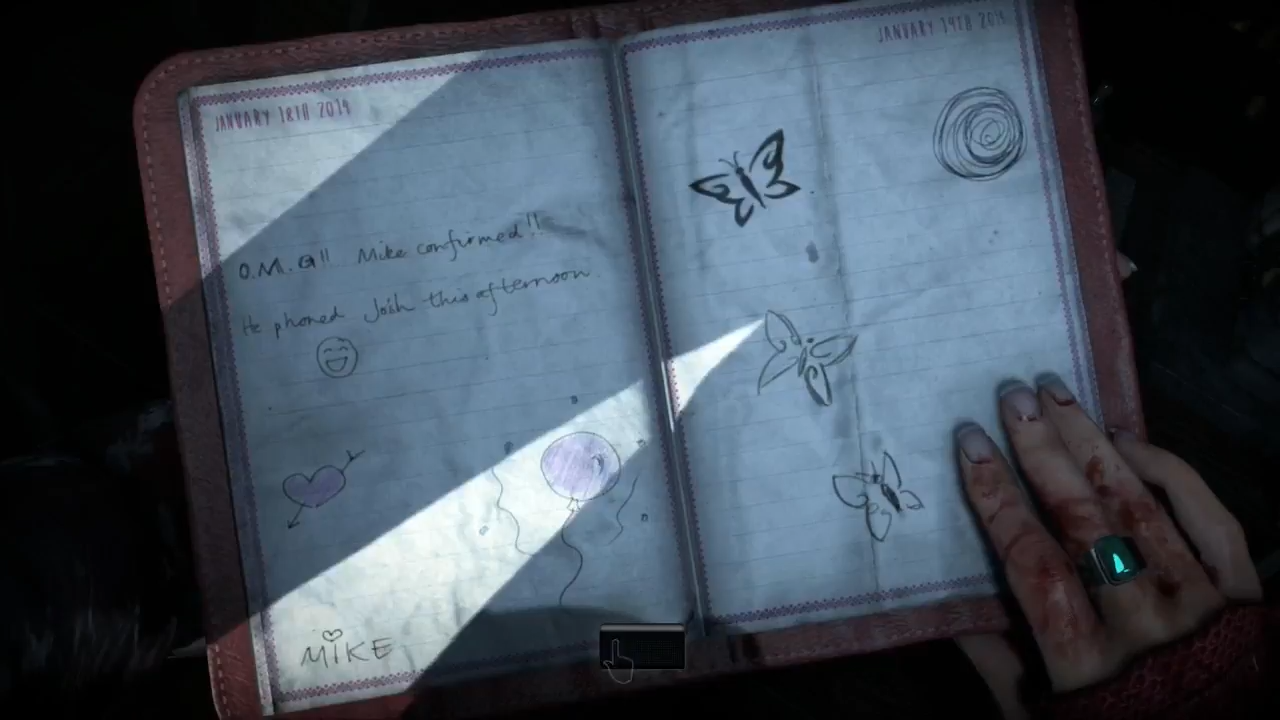 JANUARY 18TH 2014
O.M.G!! Mike confirmed!!
He phoned Josh this afternoon.
MIKE
JANUARY 19TH 2014